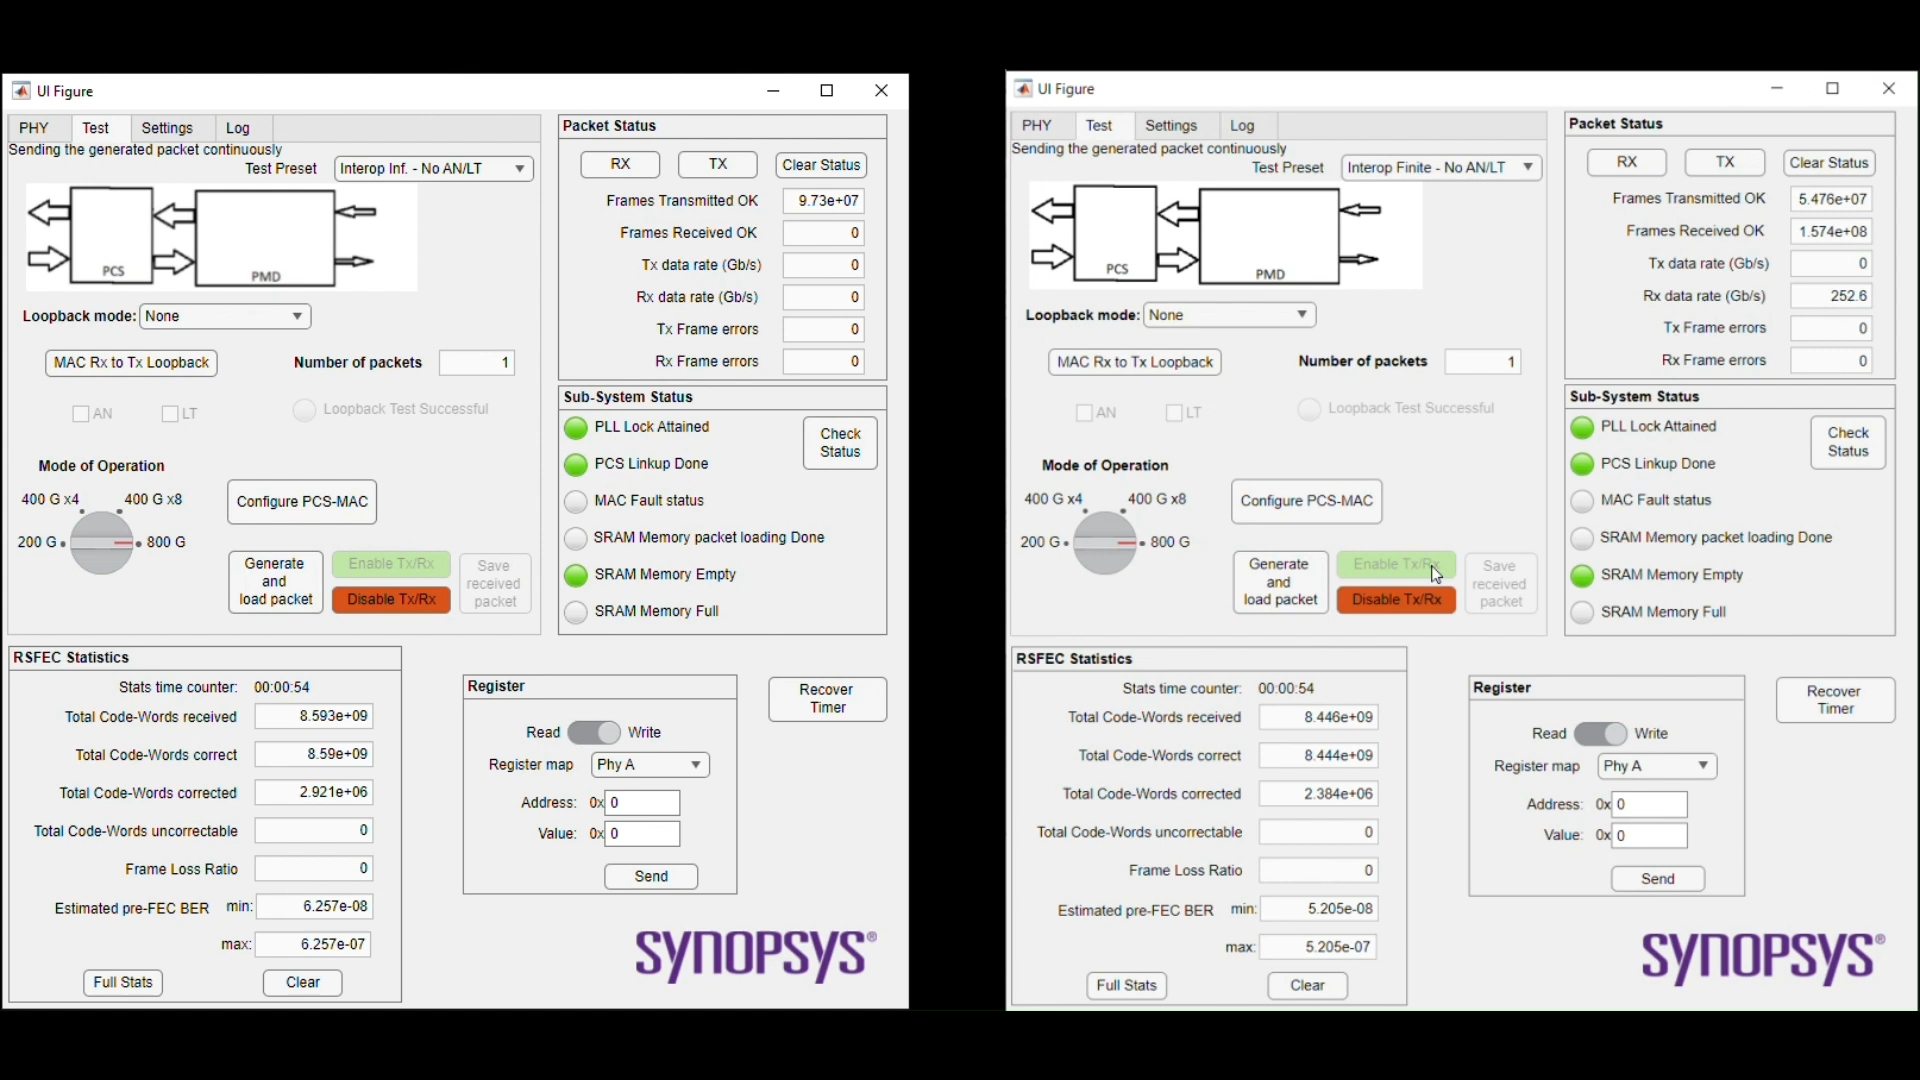 UI Figure
PHY Test Settings Log
Sending the generated packet continuously
Test Preset Interop Inf. - No AN/LT
PCS
PMD
Loopback mode: None
MAC Rx to Tx Loopback Number of packets 1
AN LT Loopback Test Successful
Mode of Operation
400 G x4 400 G x8
200 G 800 G
Configure PCS-MAC
Generate and load packet
Enable Tx/Rx
Disable Tx/Rx
Save received packet
Packet Status
RX TX Clear Status
Frames Transmitted OK 9.73e+07
Frames Received OK 0
Tx data rate (Gb/s) 0
Rx data rate (Gb/s) 0
Tx Frame errors 0
Rx Frame errors 0
Sub-System Status
PLL Lock Attained
Check Status
PCS Linkup Done
MAC Fault status
SRAM Memory packet loading Done
SRAM Memory Empty
SRAM Memory Full
RSFEC Statistics
Stats time counter: 00:00:54
Total Code-Words received 8.593e+09
Total Code-Words correct 8.59e+09
Total Code-Words corrected 2.921e+06
Total Code-Words uncorrectable 0
Frame Loss Ratio 0
Estimated pre-FEC BER min: 6.257e-08
max: 6.257e-07
Full Stats Clear
Register
Read Write
Register map Phy A
Address: 0x 0
Value: 0x 0
Send
Recover Timer
SYNOPSYS®
UI Figure
PHY Test Settings Log
Sending the generated packet continuously
Test Preset Interop Finite - No AN/LT
PCS
PMD
Loopback mode: None
MAC Rx to Tx Loopback Number of packets 1
AN LT Loopback Test Successful
Mode of Operation
400 G x4 400 G x8
200 G 800 G
Configure PCS-MAC
Generate and load packet
Enable Tx/Rx
Disable Tx/Rx
Save received packet
Packet Status
RX TX Clear Status
Frames Transmitted OK 5.476e+07
Frames Received OK 1.574e+08
Tx data rate (Gb/s) 0
Rx data rate (Gb/s) 252.6
Tx Frame errors 0
Rx Frame errors 0
Sub-System Status
PLL Lock Attained
Check Status
PCS Linkup Done
MAC Fault status
SRAM Memory packet loading Done
SRAM Memory Empty
SRAM Memory Full
RSFEC Statistics
Stats time counter: 00:00:54
Total Code-Words received 8.446e+09
Total Code-Words correct 8.444e+09
Total Code-Words corrected 2.384e+06
Total Code-Words uncorrectable 0
Frame Loss Ratio 0
Estimated pre-FEC BER min: 5.205e-08
max: 5.205e-07
Full Stats Clear
Register
Read Write
Register map Phy A
Address: 0x 0
Value: 0x 0
Send
Recover Timer
SYNOPSYS®